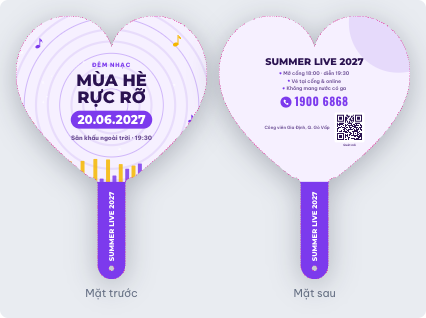 ĐÊM NHẠC
MÙA HÈ
RỰC RỠ
20.06.2027
Sân khấu ngoài trời · 19:30
SUMMER LIVE 2027
Mặt trước
SUMMER LIVE 2027
• Mở cổng 18:00 · diễn 19:30
• Vé tại cổng & online
• Không mang nước có ga
1900 6868
Công viên Gia Định, Q. Gò Vấp
SUMMER LIVE 2027
Mặt sau